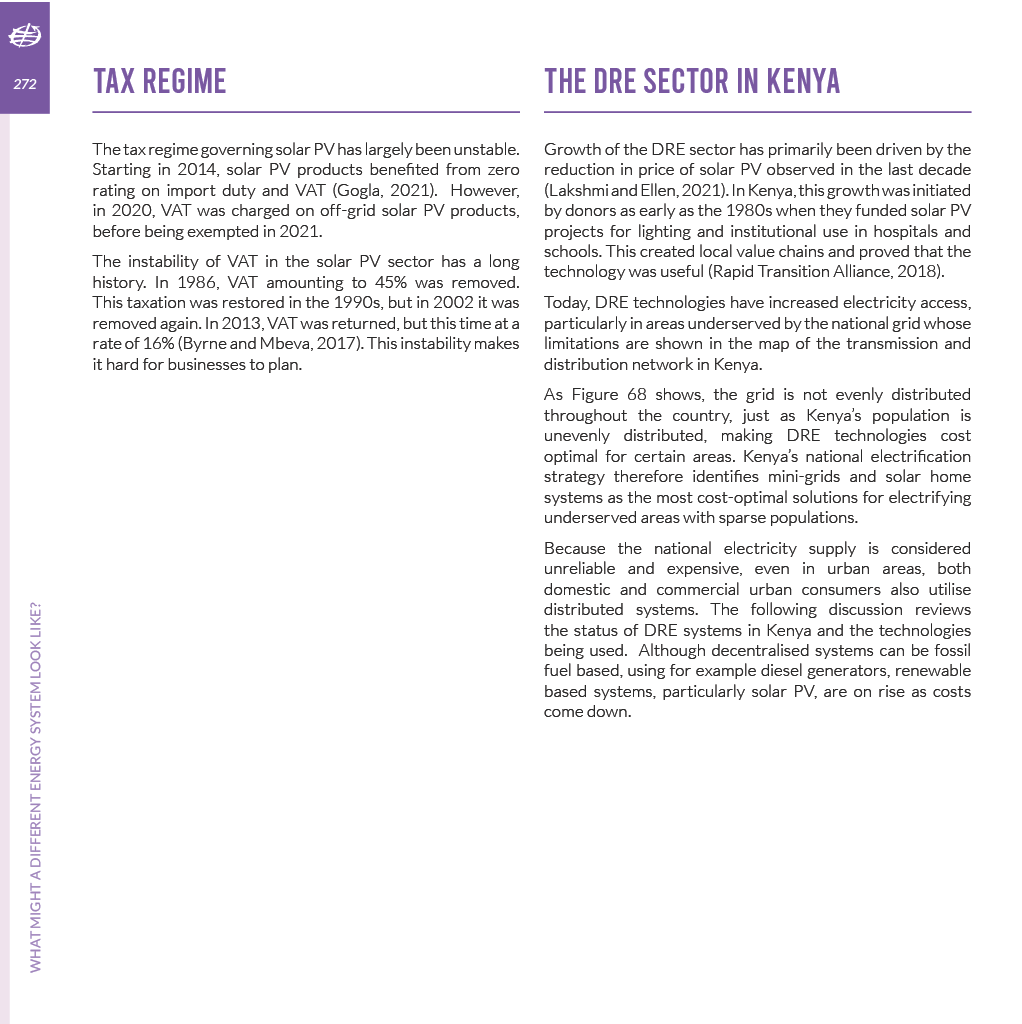 272
TAX REGIME
The tax regime governing solar PV has largely been unstable.
Starting in 2014, solar PV products benefited from zero
rating on import duty and VAT (Gogla, 2021).  However,
in 2020, VAT was charged on off-grid solar PV products,
before being exempted in 2021.
The instability of VAT in the solar PV sector has a long
history. In 1986, VAT amounting to 45% was removed.
This taxation was restored in the 1990s, but in 2002 it was
removed again. In 2013, VAT was returned, but this time at a
rate of 16% (Byrne and Mbeva, 2017). This instability makes
it hard for businesses to plan.
THE DRE SECTOR IN KENYA
Growth of the DRE sector has primarily been driven by the
reduction in price of solar PV observed in the last decade
(Lakshmi and Ellen, 2021). In Kenya, this growth was initiated
by donors as early as the 1980s when they funded solar PV
projects for lighting and institutional use in hospitals and
schools. This created local value chains and proved that the
technology was useful (Rapid Transition Alliance, 2018).
Today, DRE technologies have increased electricity access,
particularly in areas underserved by the national grid whose
limitations are shown in the map of the transmission and
distribution network in Kenya.
As Figure 68 shows, the grid is not evenly distributed
throughout the country, just as Kenya's population is
unevenly distributed, making DRE technologies cost
optimal for certain areas. Kenya's national electrification
strategy therefore identifies mini-grids and solar home
systems as the most cost-optimal solutions for electrifying
underserved areas with sparse populations.
Because the national electricity supply is considered
unreliable and expensive, even in urban areas, both
domestic and commercial urban consumers also utilise
distributed systems. The following discussion reviews
the status of DRE systems in Kenya and the technologies
being used.  Although decentralised systems can be fossil
fuel based, using for example diesel generators, renewable
based systems, particularly solar PV, are on rise as costs
come down.
WHAT MIGHT A DIFFERENT ENERGY SYSTEM LOOK LIKE?